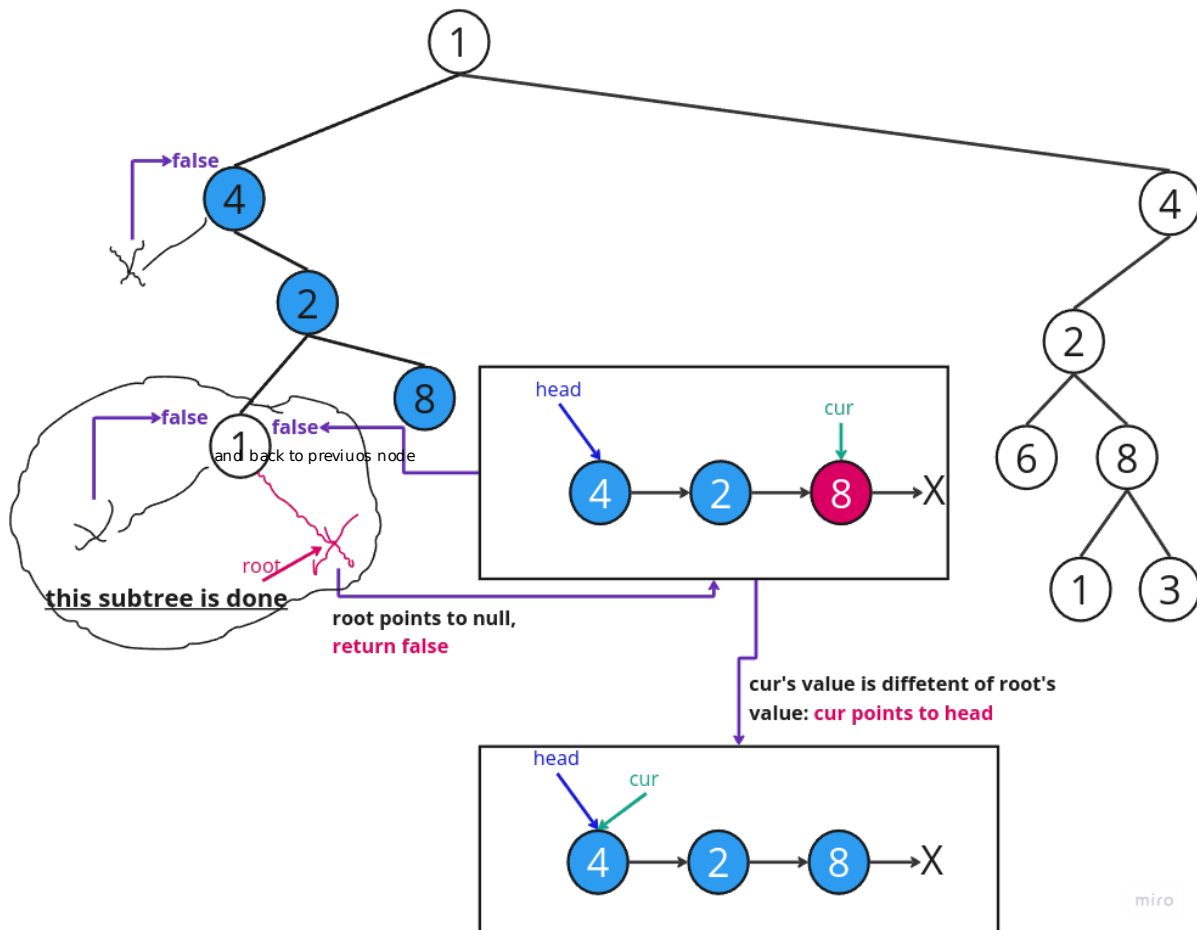 1
false
4
4
2
2
8
head
cur
false
1
false
and back to previuos node
6
8
4
2
8
X
root
this subtree is done
1
3
root points to null,
return false
cur's value is diffetent of root's
value: cur points to head
head
cur
4
2
8
X
miro